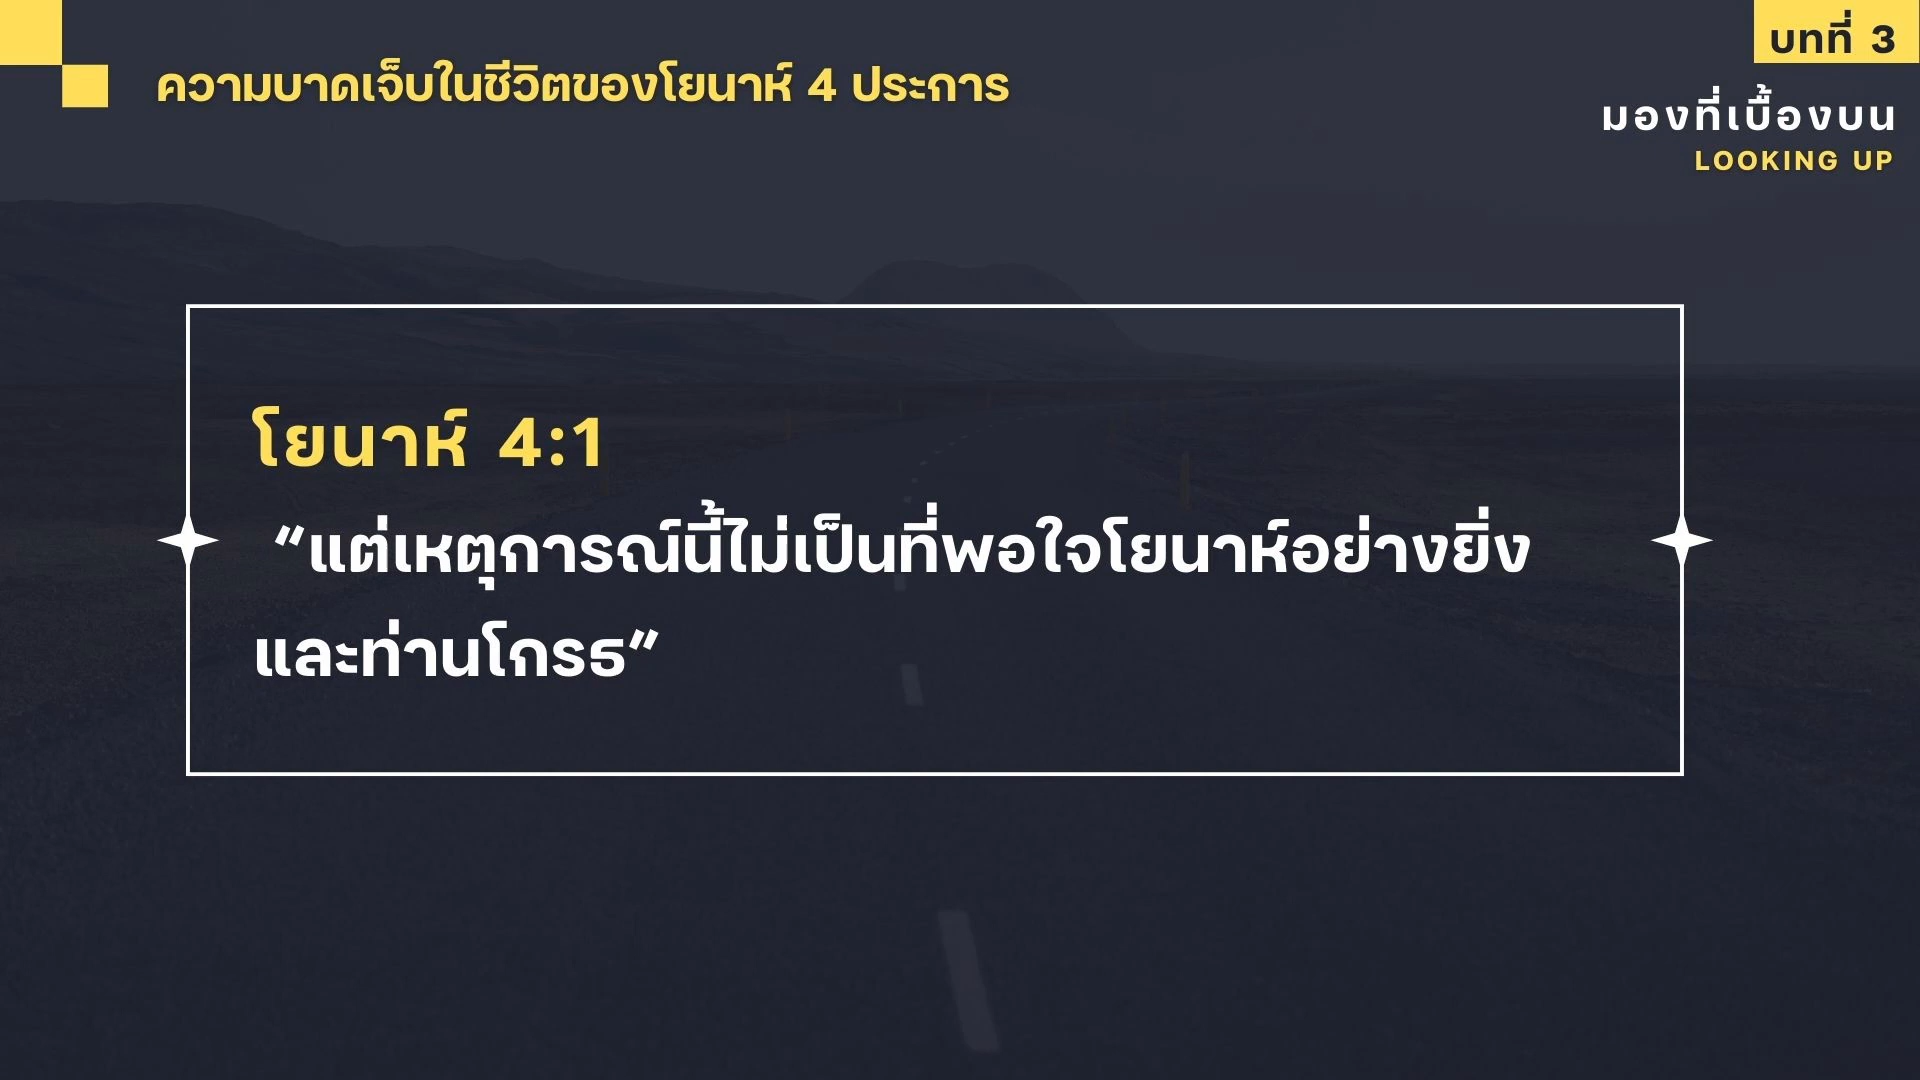 บทที่ 3
ความบาดเจ็บในชีวิตของโยนาห์ 4 ประการ
มองที่เบื้องบน
LOOKING UP
โยนาห์ 4:1
“แต่เหตุการณ์นี้ไม่เป็นที่พอใจโยนาห์อย่างยิ่ง
และท่านโกรธ”